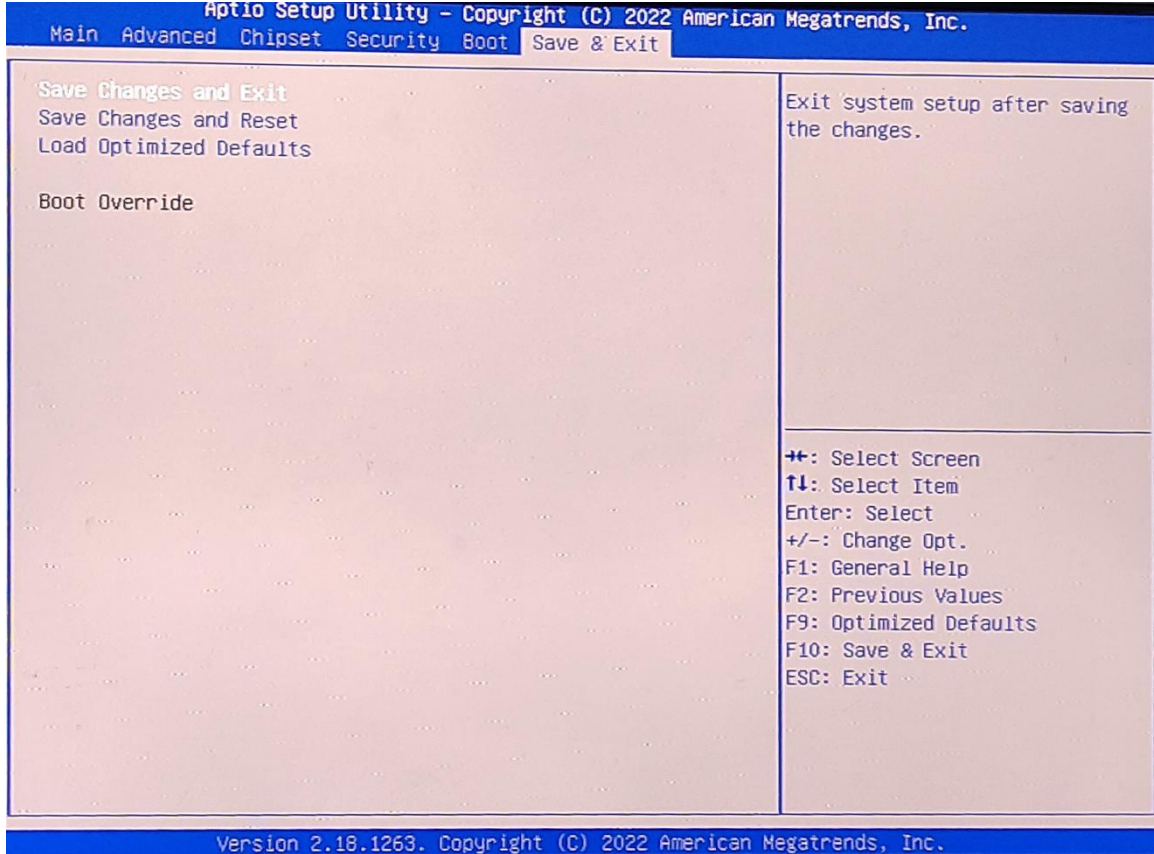 Aptio Setup Utility – Copyright (C) 2022 American Megatrends, Inc.
Main Advanced Chipset Security Boot Save & Exit
Save Changes and Exit
Save Changes and Reset
Load Optimized Defaults
Boot Override
Exit system setup after saving
the changes.
→←: Select Screen
↑↓: Select Item
Enter: Select
+/-: Change Opt.
F1: General Help
F2: Previous Values
F9: Optimized Defaults
F10: Save & Exit
ESC: Exit
Version 2.18.1263. Copyright (C) 2022 American Megatrends, Inc.